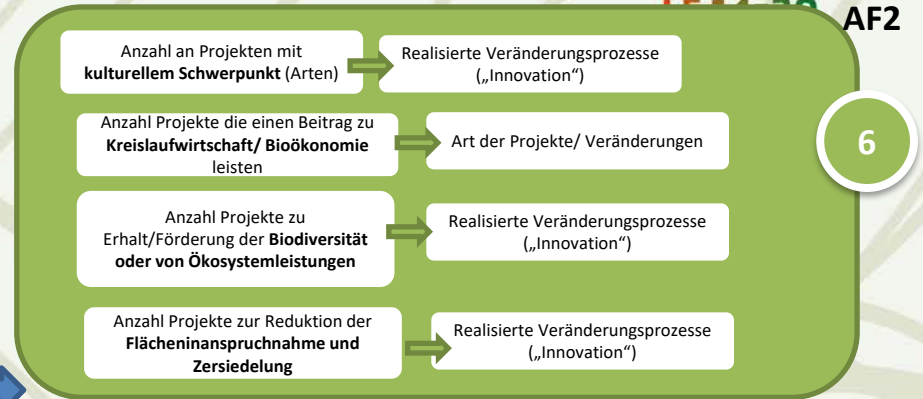 AF2
Anzahl an Projekten mit
kulturellem Schwerpunkt (Arten)
Realisierte Veränderungsprozesse
(„Innovation“)
Anzahl Projekte die einen Beitrag zu
Kreislaufwirtschaft/ Bioökonomie
leisten
Art der Projekte/ Veränderungen
6
Anzahl Projekte zu
Erhalt/Förderung der Biodiversität
oder von Ökosystemleistungen
Realisierte Veränderungsprozesse
(„Innovation“)
Anzahl Projekte zur Reduktion der
Flächeninanspruchnahme und
Zersiedelung
Realisierte Veränderungsprozesse
(„Innovation“)